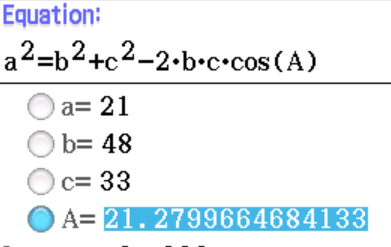 Equation:
a²=b²+c²−2·b·c·cos(A)
a= 21
b= 48
c= 33
A= 21.2799664684133